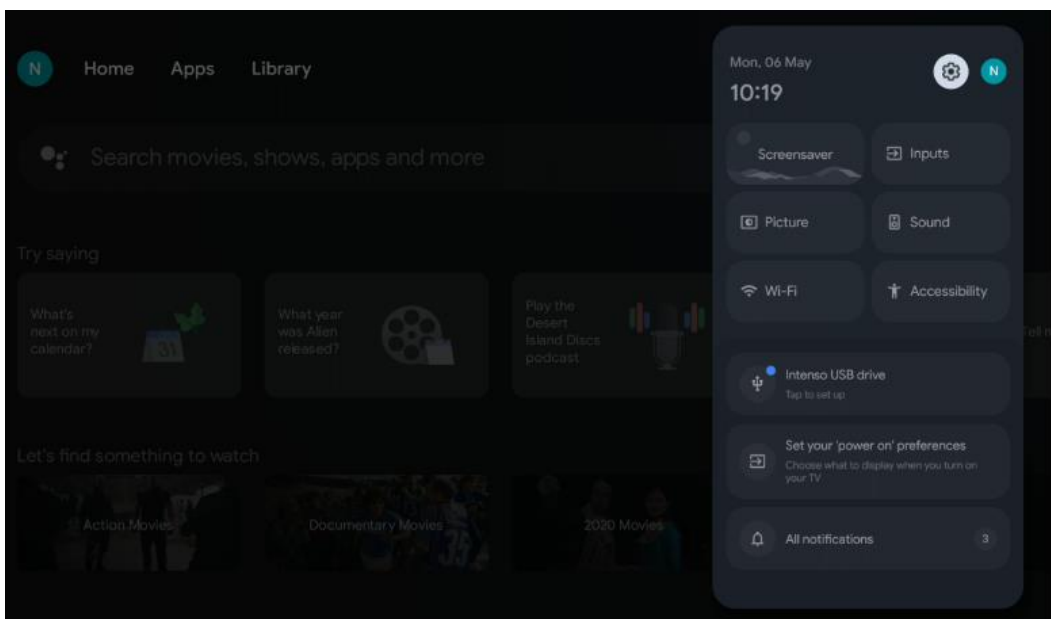 N Home Apps Library
Search movies, shows, apps and more
Try saying
What's
next on my
calendar?
31
What year
was Alien
released?
Play the
Desert
Island Discs
podcast
Tell m
Let's find something to watch
Action Movies
Documentary Movies
35
2020 Movies
Mon, 06 May
10:19
N
Screensaver
Inputs
Picture
Sound
Wi-Fi
Accessibility
Intenso USB drive
Tap to set up
Set your 'power on' preferences
Choose what to display when you turn on
your TV
All notifications
3